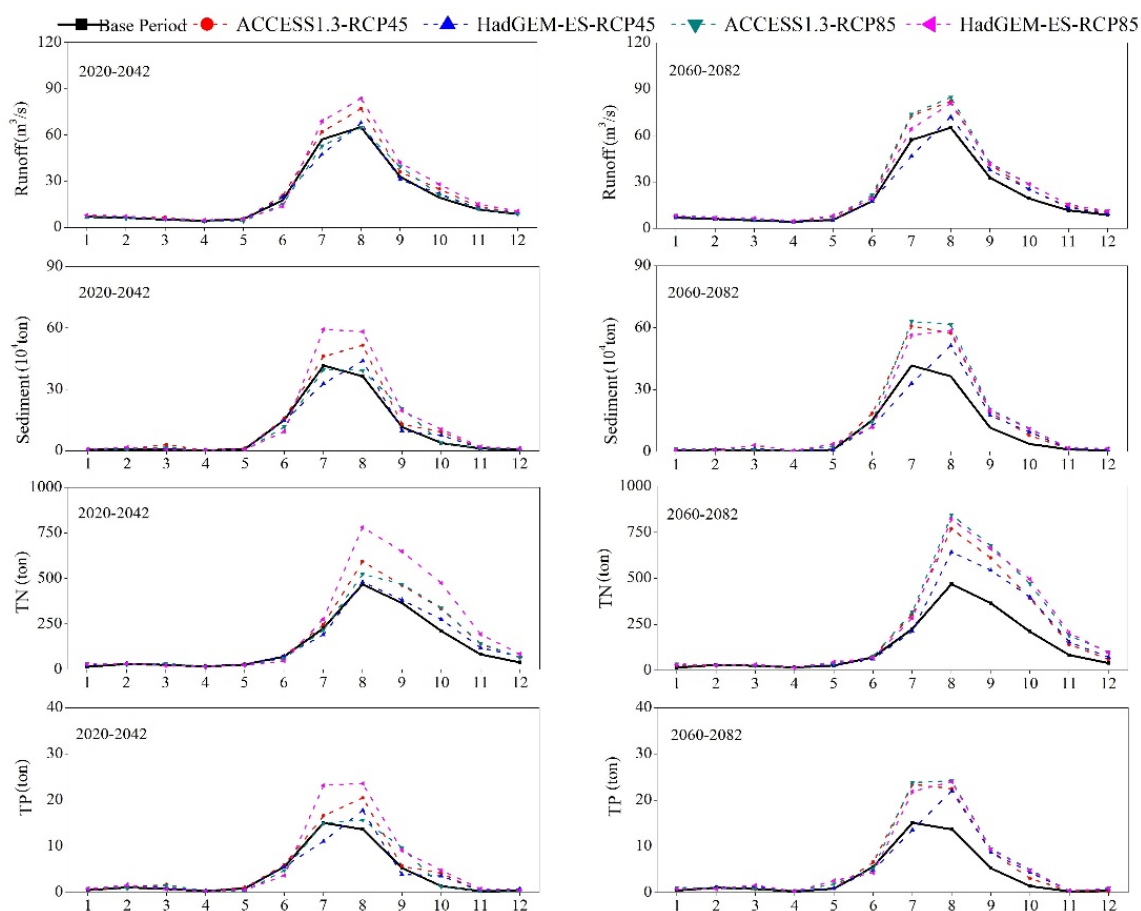 Base Period ACCESS1.3-RCP45 HadGEM-ES-RCP45 ACCESS1.3-RCP85 HadGEM-ES-RCP85
120
90
60
30
0
Runoff (m³/s)
2020-2042
1 2 3 4 5 6 7 8 9 10 11 12
120
90
60
30
0
Runoff (m³/s)
2060-2082
1 2 3 4 5 6 7 8 9 10 11 12
90
60
30
0
Sediment (10⁴ton)
2020-2042
1 2 3 4 5 6 7 8 9 10 11 12
90
60
30
0
Sediment (10⁴ton)
2060-2082
1 2 3 4 5 6 7 8 9 10 11 12
1000
750
500
250
0
TN (ton)
2020-2042
1 2 3 4 5 6 7 8 9 10 11 12
1000
750
500
250
0
TN (ton)
2060-2082
1 2 3 4 5 6 7 8 9 10 11 12
40
30
20
10
0
TP (ton)
2020-2042
1 2 3 4 5 6 7 8 9 10 11 12
40
30
20
10
0
TP (ton)
2060-2082
1 2 3 4 5 6 7 8 9 10 11 12